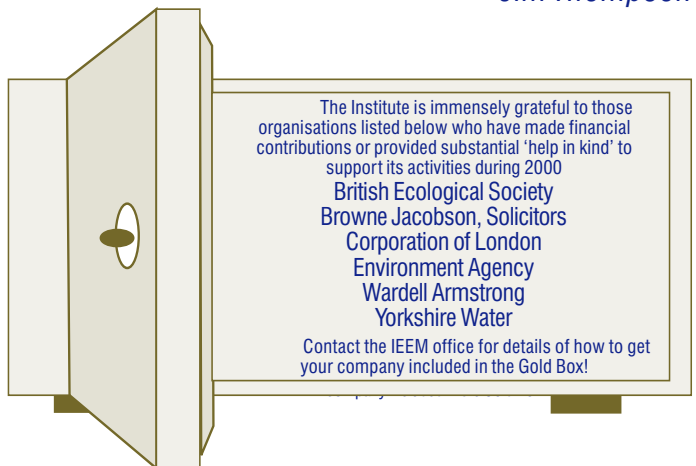 The Institute is immensely grateful to those
organisations listed below who have made financial
contributions or provided substantial ‘help in kind’ to
support its activities during 2000
British Ecological Society
Browne Jacobson, Solicitors
Corporation of London
Environment Agency
Wardell Armstrong
Yorkshire Water
Contact the IEEM office for details of how to get
your company included in the Gold Box!